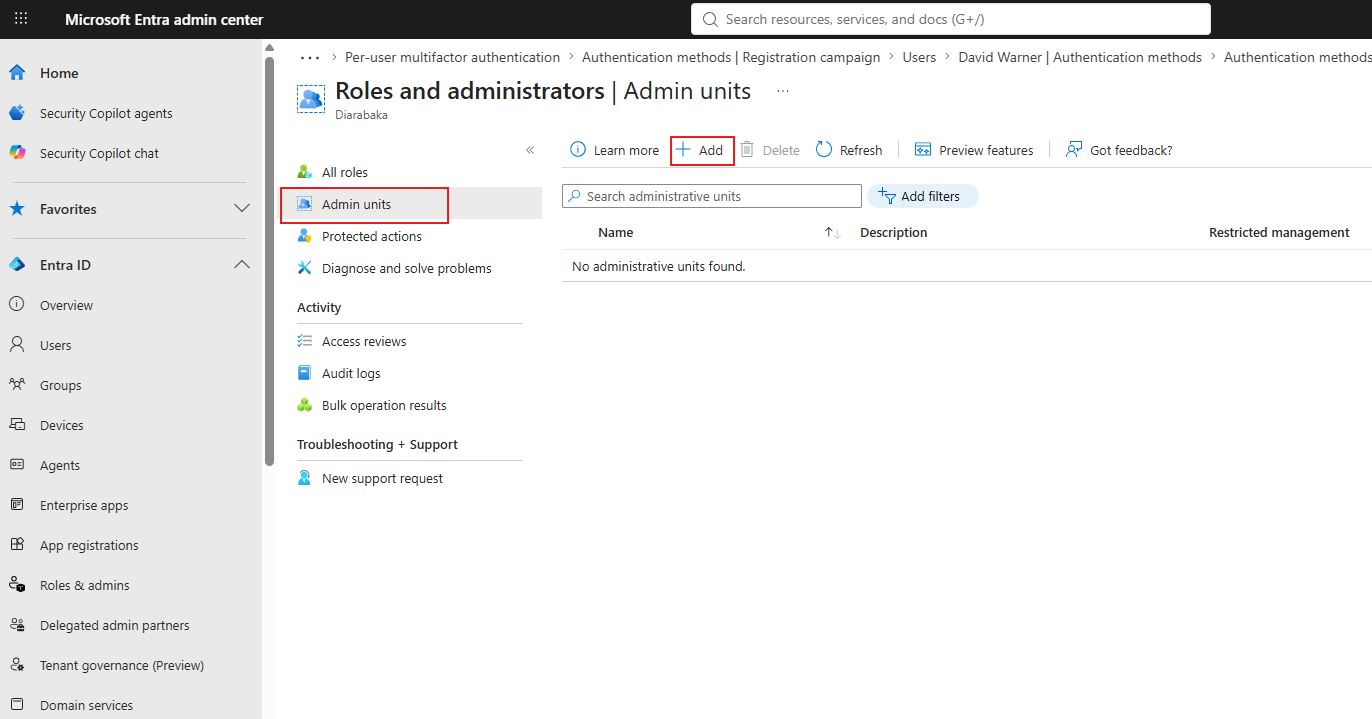 Microsoft Entra admin center
Search resources, services, and docs (G+/)
Home
Security Copilot agents
Security Copilot chat
Favorites
Entra ID
Overview
Users
Groups
Devices
Agents
Enterprise apps
App registrations
Roles & admins
Delegated admin partners
Tenant governance (Preview)
Domain services
... > Per-user multifactor authentication > Authentication methods | Registration campaign > Users > David Warner | Authentication methods > Authentication methods
Roles and administrators | Admin units ...
Diarabaka
All roles
Admin units
Protected actions
Diagnose and solve problems
Activity
Access reviews
Audit logs
Bulk operation results
Troubleshooting + Support
New support request
Learn more Add Delete Refresh Preview features Got feedback?
Search administrative units Add filters
Name Description Restricted management
No administrative units found.